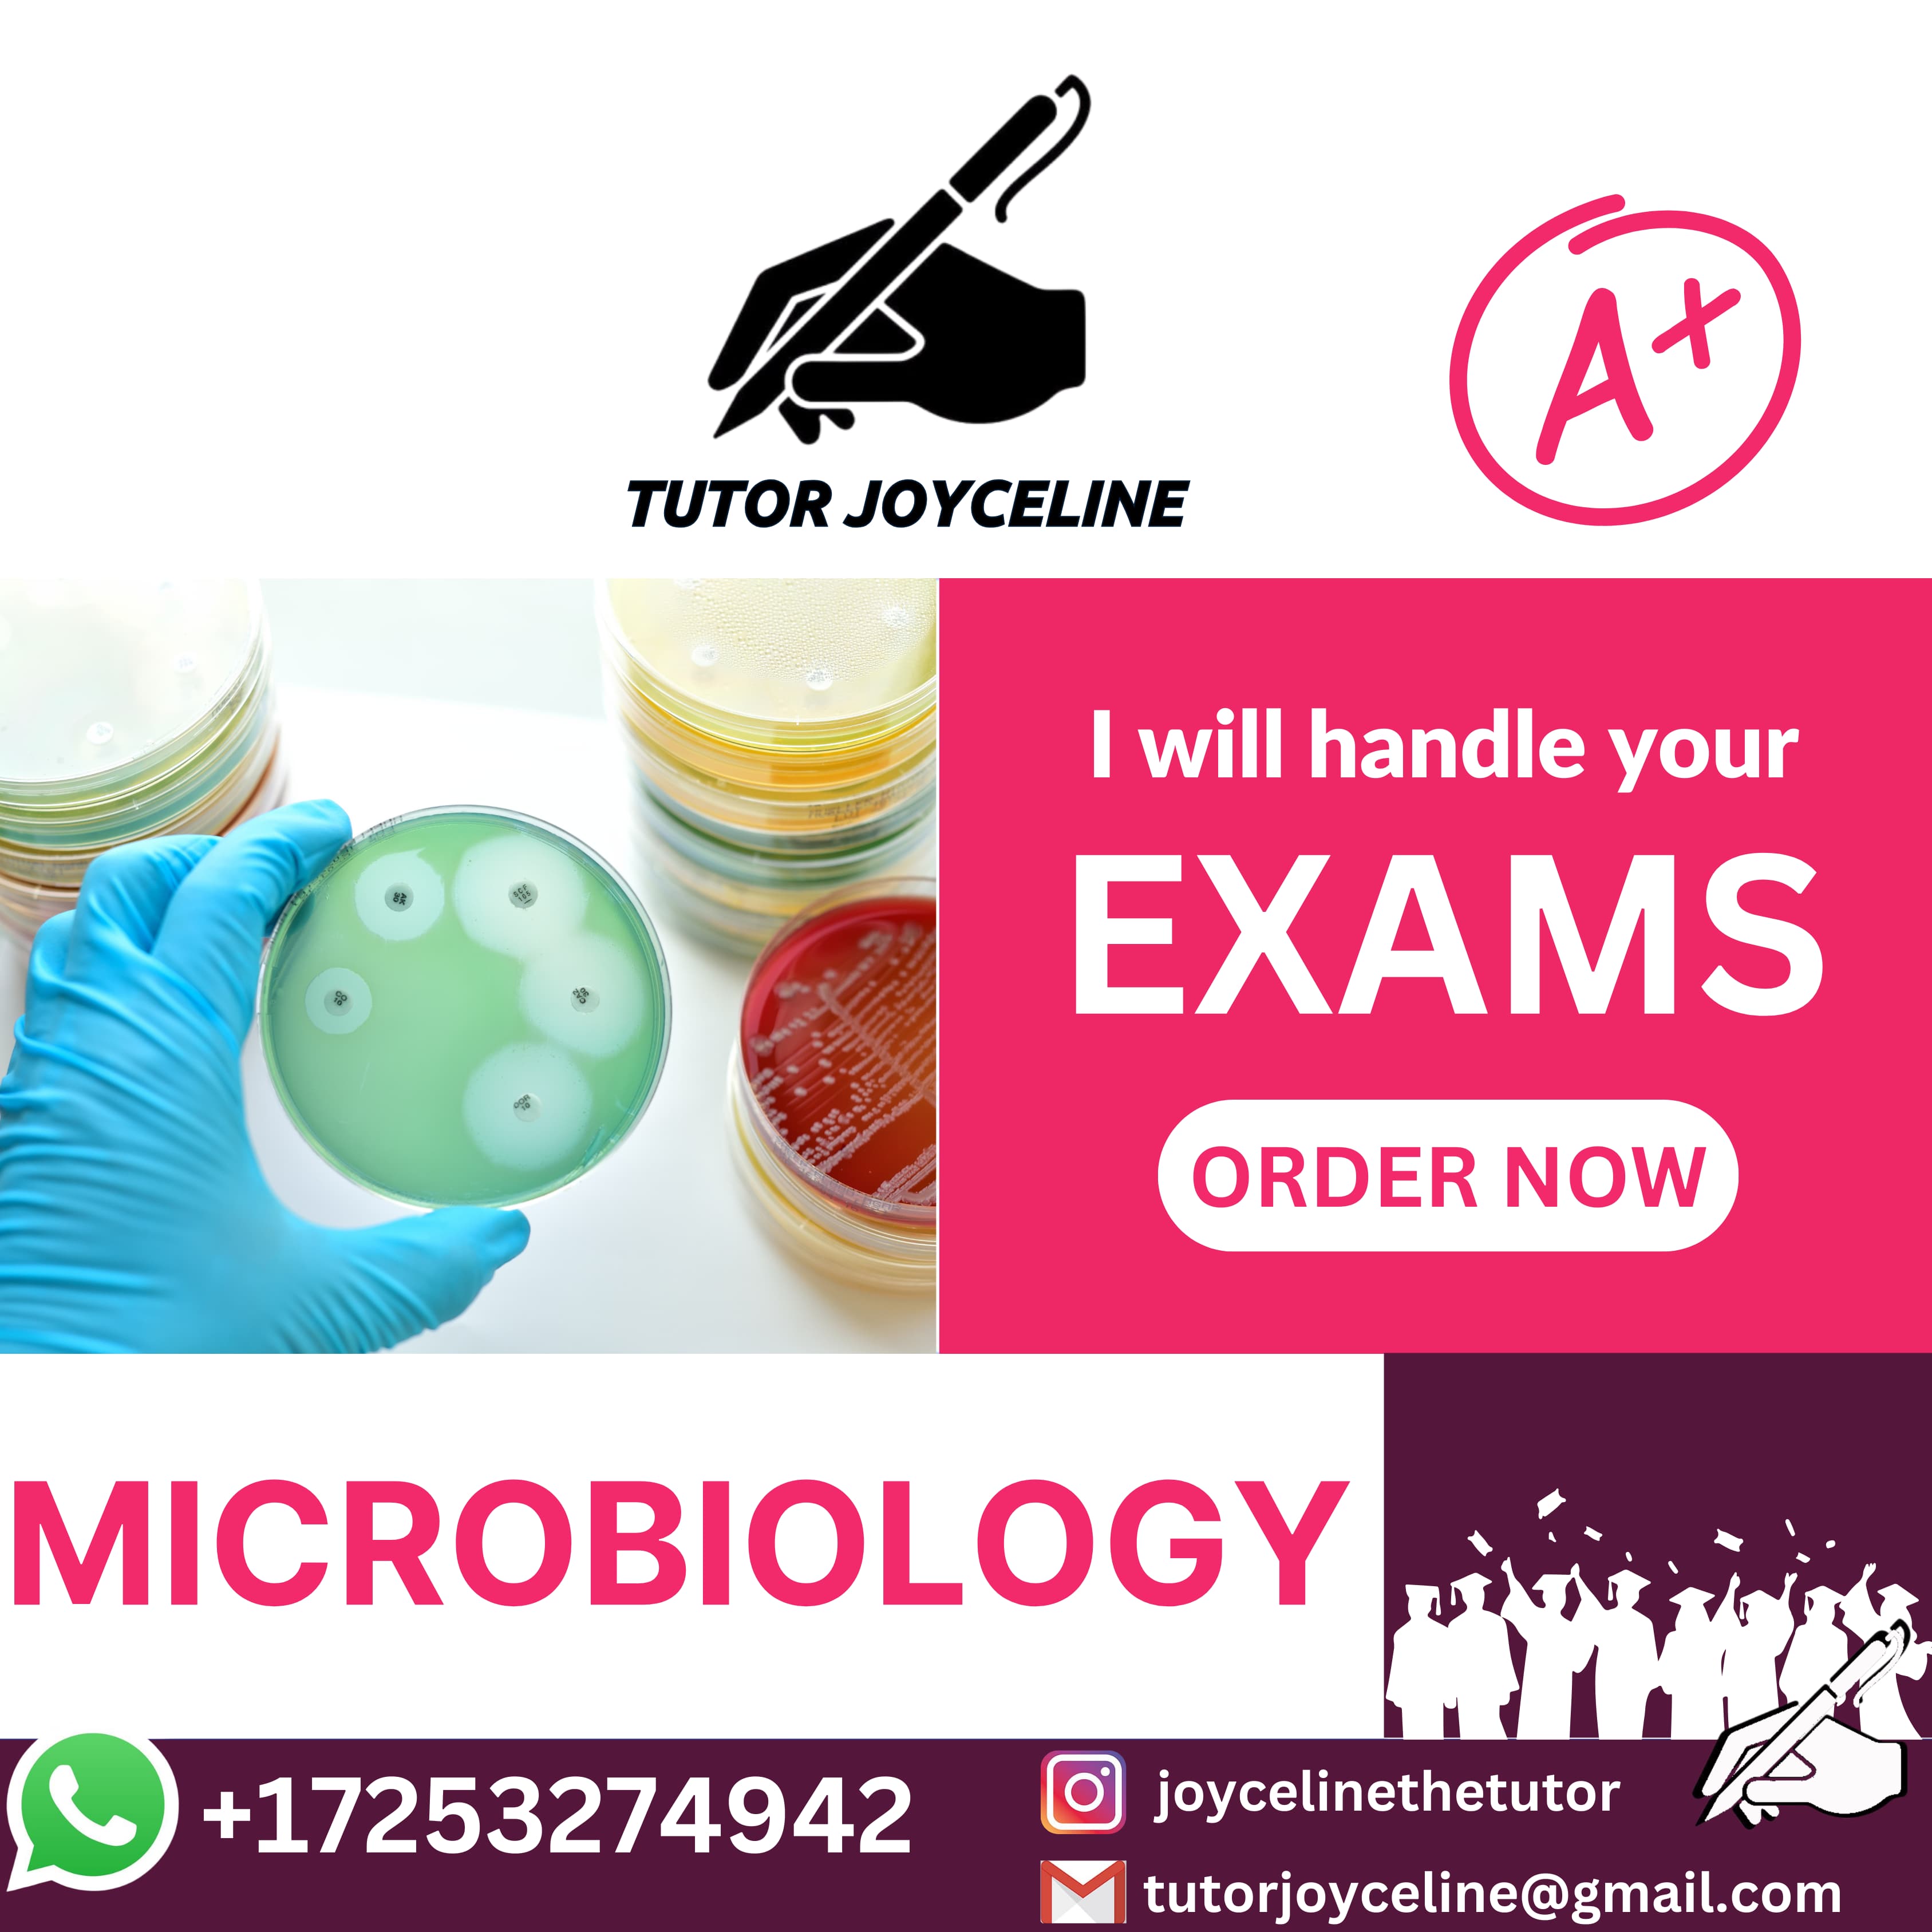 A+
TUTOR JOYCELINE
I will handle your
EXAMS
ORDER NOW
MICROBIOLOGY
+17253274942
joycelinethetutor
tutorjoyceline@gmail.com